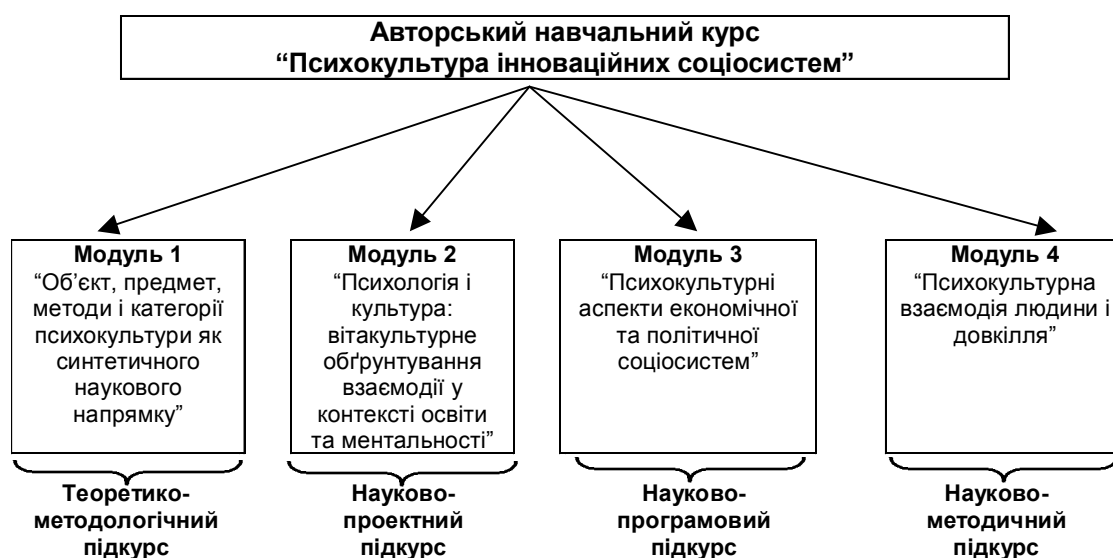 Авторський навчальний курс
“Психокультура інноваційних соціосистем”
Модуль 1
“Об’єкт, предмет,
методи і категорії
психокультури як
синтетичного
наукового
напрямку”
Модуль 2
“Психологія і
культура:
вітакультурне
обґрунтування
взаємодії у
контексті освіти
та ментальності”
Модуль 3
“Психокультурні
аспекти економічної
та політичної
соціосистем”
Модуль 4
“Психокультурна
взаємодія людини і
довкілля”
Теоретико-
методологічний
підкурс
Науково-
проектний
підкурс
Науково-
програмовий
підкурс
Науково-
методичний
підкурс